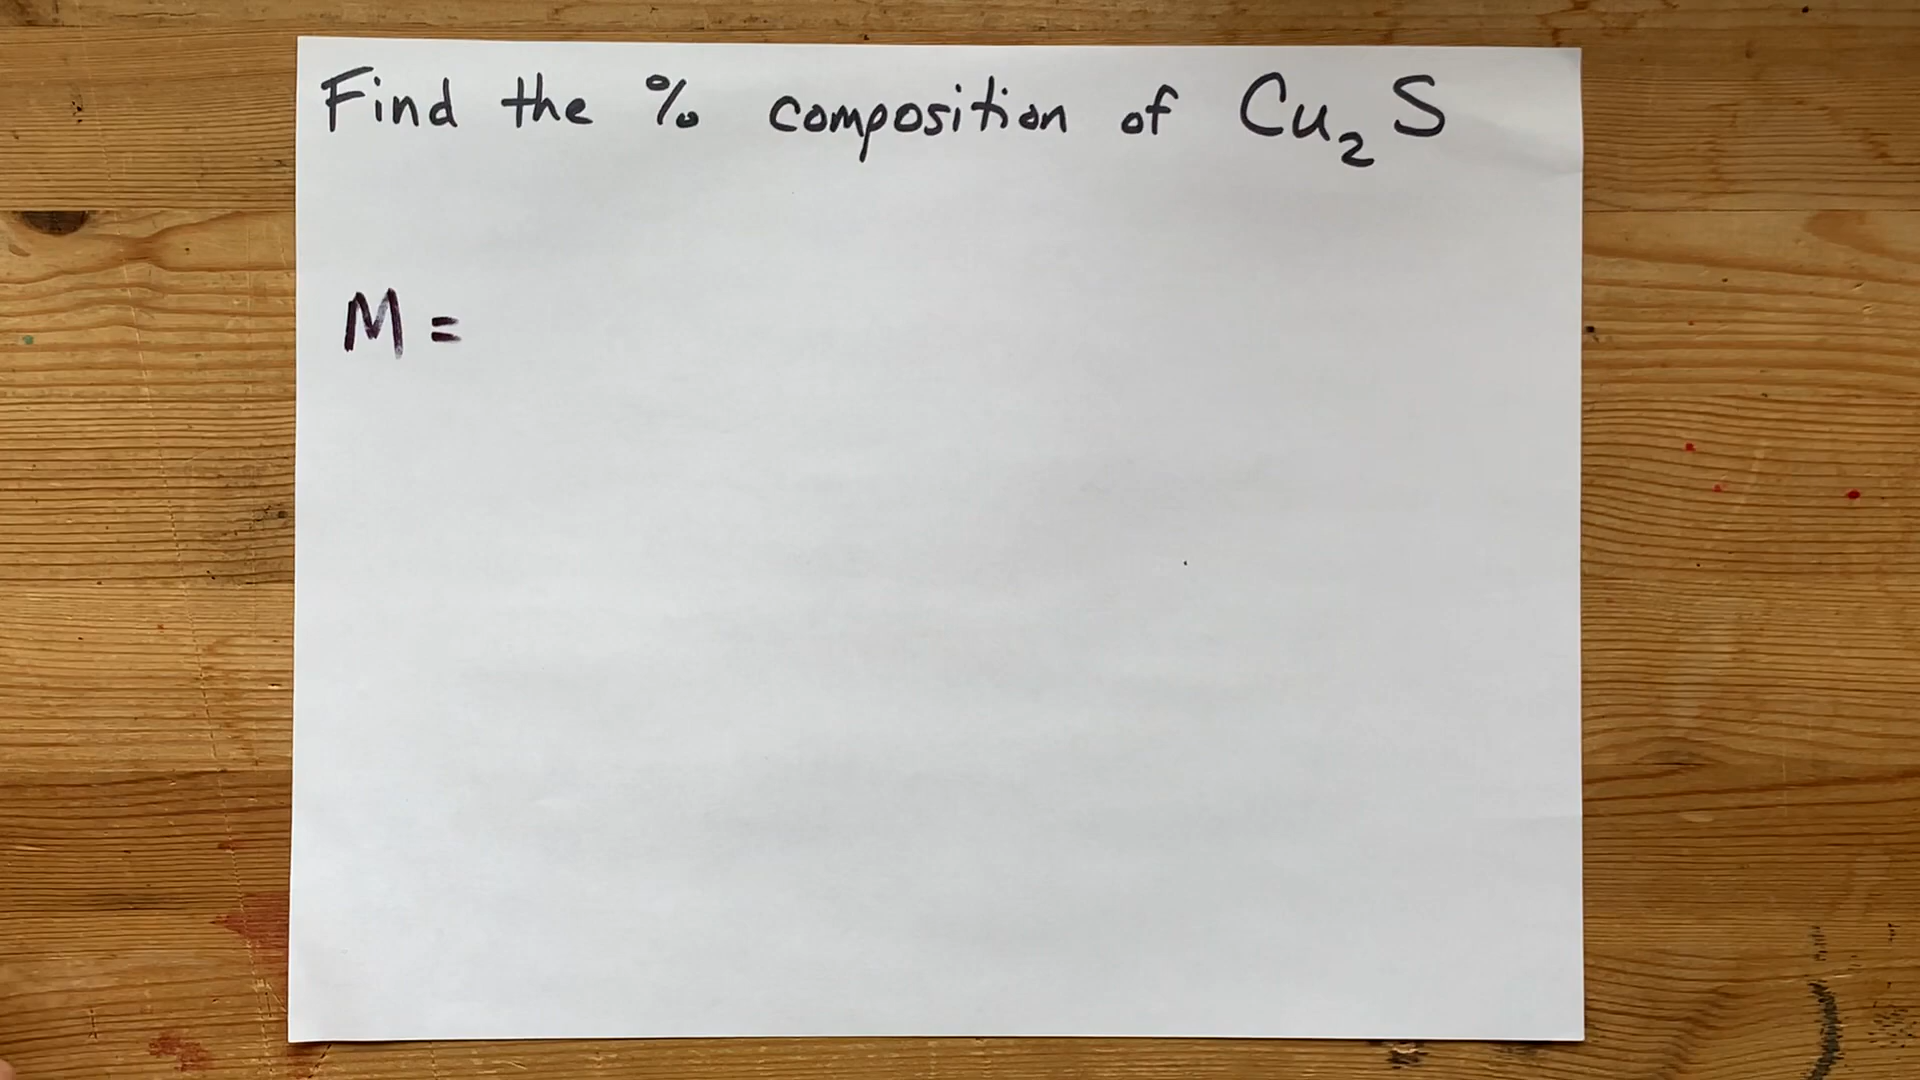 Find the % composition of Cu₂S
M =